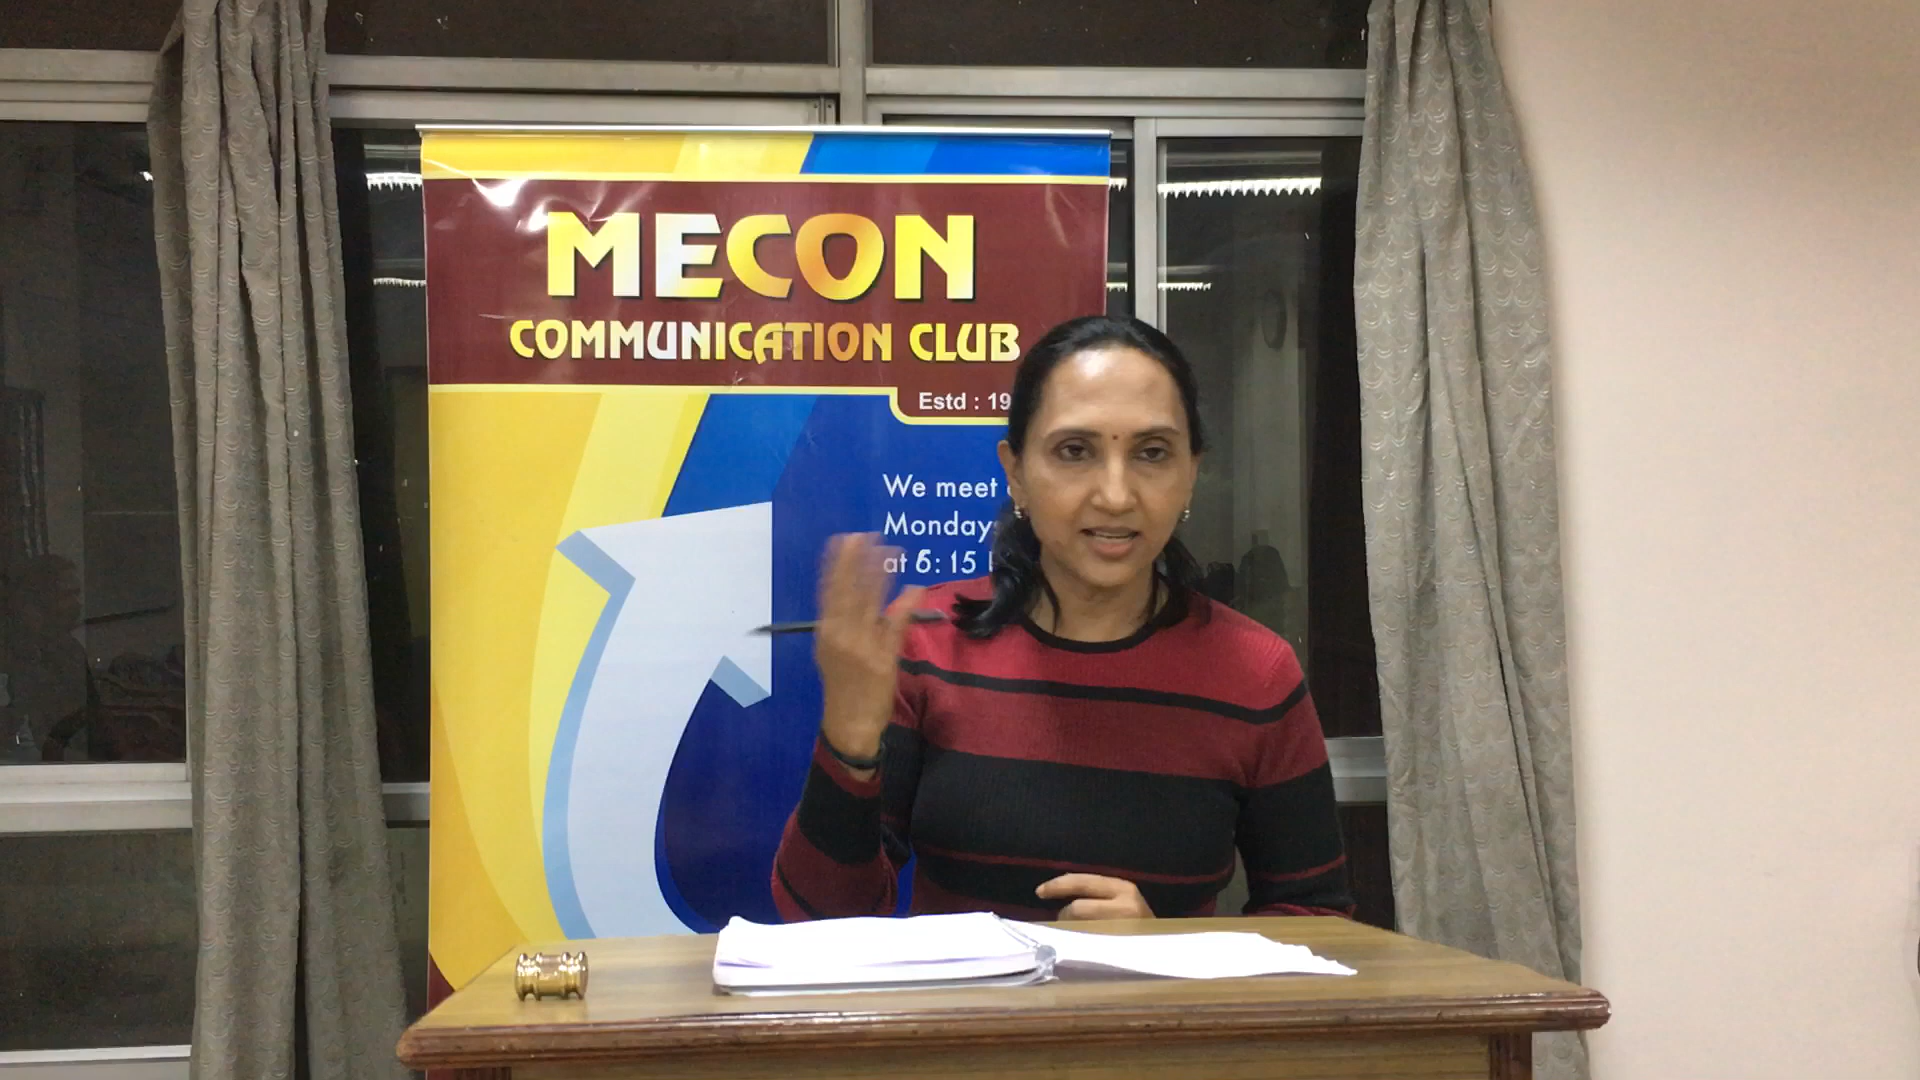 MECON
COMMUNICATION CLUB
Estd : 19
We meet
Mondays
at 6:15